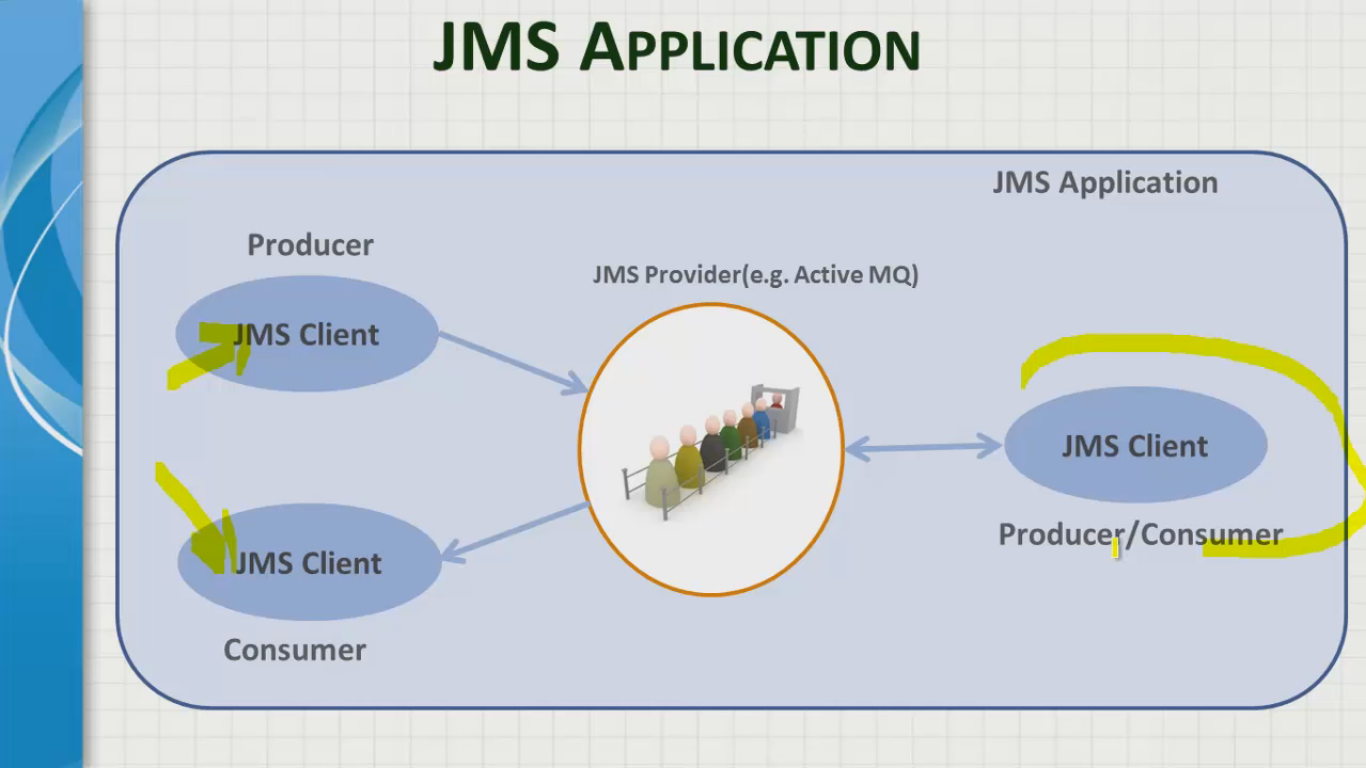 JMS APPLICATION
JMS Application
Producer
JMS Client
JMS Provider(e.g. Active MQ)
JMS Client
Producer/Consumer
JMS Client
Consumer